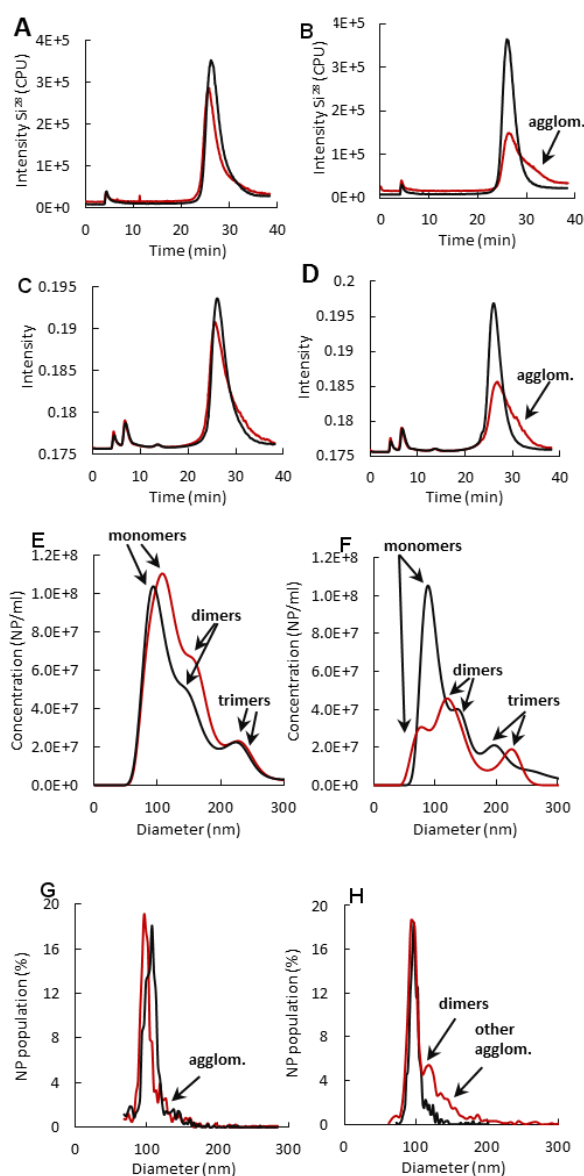 A
Intensity Si²⁸ (CPU)
4E+5
3E+5
2E+5
1E+5
0E+0
0 10 20 30 40
Time (min)
B
Intensity Si²⁸ (CPU)
4E+5
3E+5
2E+5
1E+5
0E+0
agglom.
0 10 20 30 40
Time (min)
C
Intensity
0.195
0.19
0.185
0.18
0.175
0 10 20 30 40
Time (min)
D
Intensity
0.2
0.195
0.19
0.185
0.18
0.175
agglom.
0 10 20 30 40
Time (min)
E
monomers
Concentration (NP/ml)
1.2E+8
1.0E+8
8.0E+7
6.0E+7
4.0E+7
2.0E+7
0.0E+0
dimers
trimers
0 100 200 300
Diameter (nm)
F
monomers
Concentration (NP/ml)
1.2E+8
1.0E+8
8.0E+7
6.0E+7
4.0E+7
2.0E+7
0.0E+0
dimers
trimers
0 100 200 300
Diameter (nm)
G
NP population (%)
20
16
12
8
4
0
agglom.
0 100 200 300
Diameter (nm)
H
NP population (%)
20
16
12
8
4
0
dimers
other
agglom.
0 100 200 300
Diameter (nm)